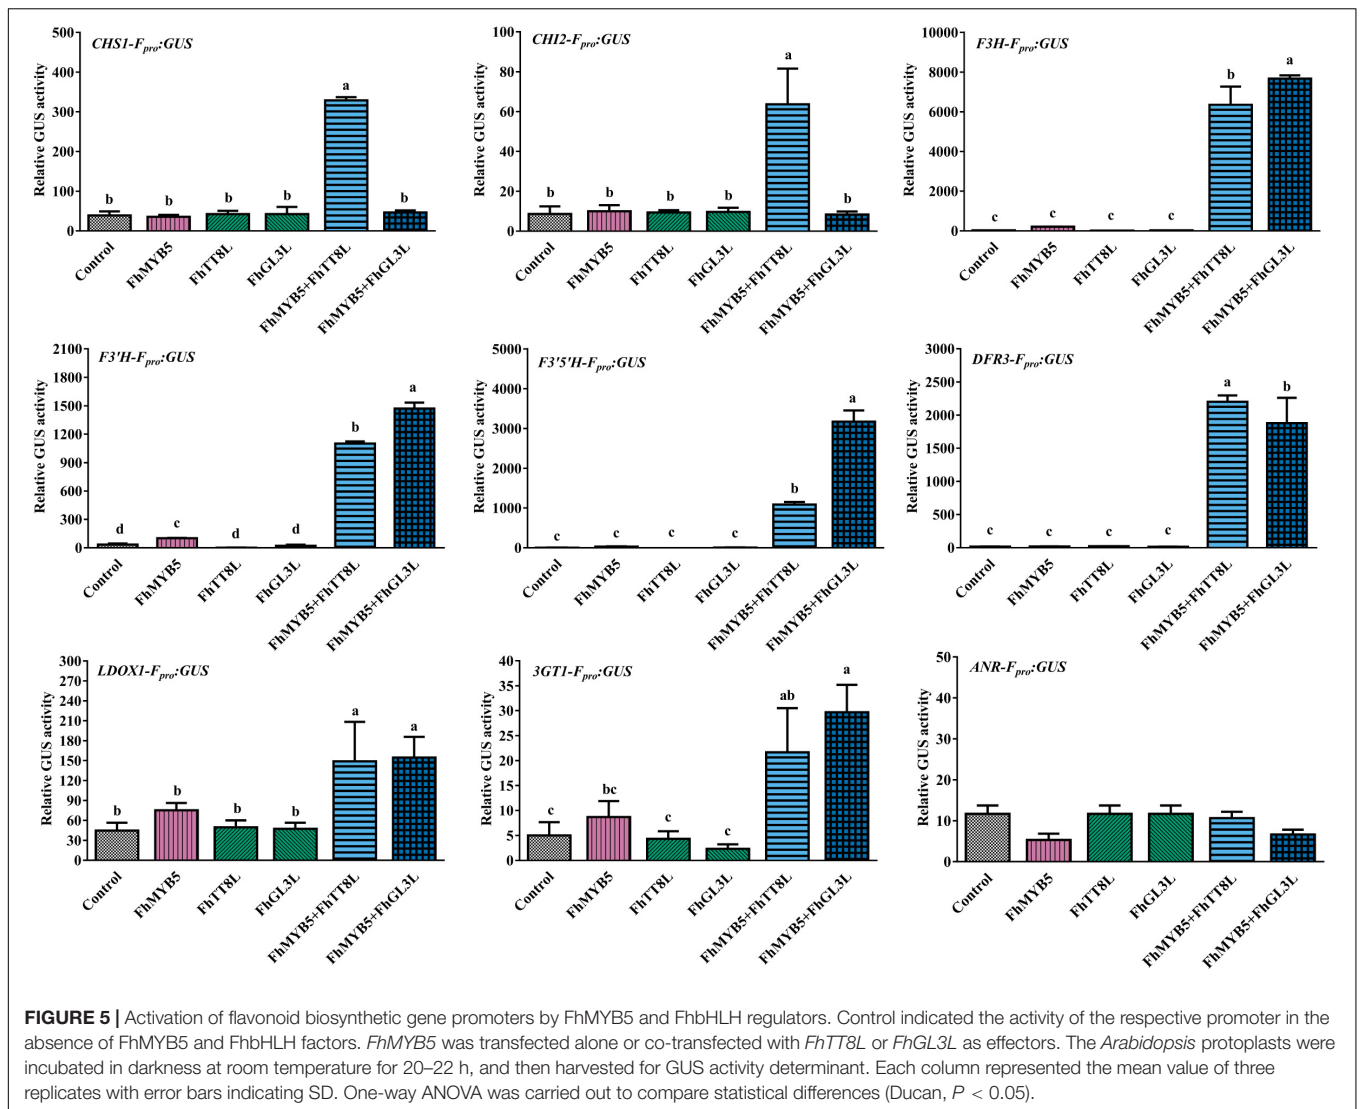 CHS1-Fpro:GUS
Relative GUS activity
500
400
300
200
100
0
b
b
b
b
a
b
Control
FhMYB5
FhTT8L
FhGL3L
FhMYB5+FhTT8L
FhMYB5+FhGL3L
CHI2-Fpro:GUS
Relative GUS activity
100
80
60
40
20
0
b
b
b
b
a
b
Control
FhMYB5
FhTT8L
FhGL3L
FhMYB5+FhTT8L
FhMYB5+FhGL3L
F3H-Fpro:GUS
Relative GUS activity
10000
8000
6000
4000
2000
0
c
c
c
c
b
a
Control
FhMYB5
FhTT8L
FhGL3L
FhMYB5+FhTT8L
FhMYB5+FhGL3L
F3'H-Fpro:GUS
Relative GUS activity
2100
1800
1500
1200
900
600
300
0
d
c
d
d
b
a
Control
FhMYB5
FhTT8L
FhGL3L
FhMYB5+FhTT8L
FhMYB5+FhGL3L
F3'5'H-Fpro:GUS
Relative GUS activity
5000
4000
3000
2000
1000
0
c
c
c
c
b
a
Control
FhMYB5
FhTT8L
FhGL3L
FhMYB5+FhTT8L
FhMYB5+FhGL3L
DFR3-Fpro:GUS
Relative GUS activity
3000
2500
2000
1500
1000
500
0
c
c
c
c
a
b
Control
FhMYB5
FhTT8L
FhGL3L
FhMYB5+FhTT8L
FhMYB5+FhGL3L
LDOX1-Fpro:GUS
Relative GUS activity
300
270
240
210
180
150
120
90
60
30
0
b
b
b
b
a
a
Control
FhMYB5
FhTT8L
FhGL3L
FhMYB5+FhTT8L
FhMYB5+FhGL3L
3GT1-Fpro:GUS
Relative GUS activity
40
35
30
25
20
15
10
5
0
c
bc
c
c
ab
a
Control
FhMYB5
FhTT8L
FhGL3L
FhMYB5+FhTT8L
FhMYB5+FhGL3L
ANR-Fpro:GUS
Relative GUS activity
50
40
30
20
10
0
Control
FhMYB5
FhTT8L
FhGL3L
FhMYB5+FhTT8L
FhMYB5+FhGL3L
FIGURE 5 | Activation of flavonoid biosynthetic gene promoters by FhMYB5 and FhbHLH regulators. Control indicated the activity of the respective promoter in the
absence of FhMYB5 and FhbHLH factors. FhMYB5 was transfected alone or co-transfected with FhTT8L or FhGL3L as effectors. The Arabidopsis protoplasts were
incubated in darkness at room temperature for 20–22 h, and then harvested for GUS activity determinant. Each column represented the mean value of three
replicates with error bars indicating SD. One-way ANOVA was carried out to compare statistical differences (Ducan, P < 0.05).